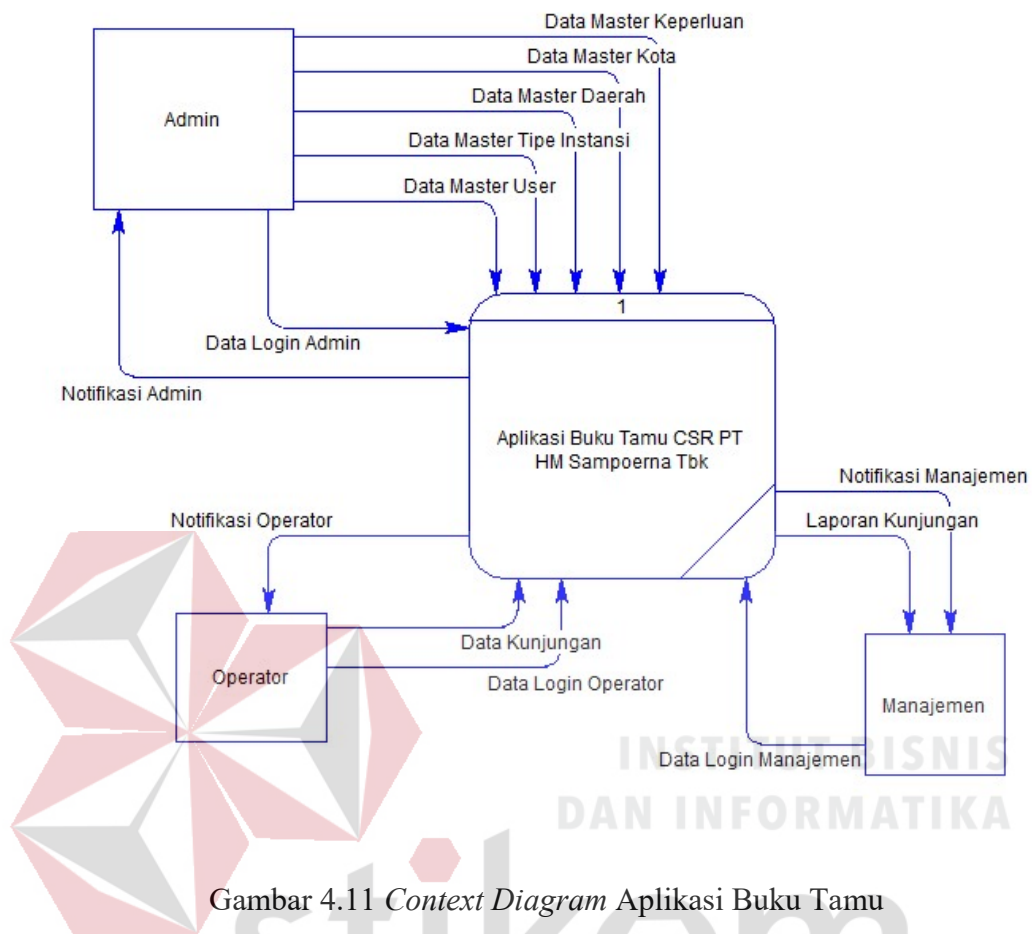 Data Master Keperluan
Data Master Kota
Data Master Daerah
Data Master Tipe Instansi
Data Master User
Admin
1
Data Login Admin
Notifikasi Admin
Aplikasi Buku Tamu CSR PT
HM Sampoerna Tbk
Notifikasi Manajemen
Laporan Kunjungan
Notifikasi Operator
Data Kunjungan
Operator
Data Login Operator
Manajemen
Data Login Manajemen
INSTITUT BISNIS
DAN INFORMATIKA
Gambar 4.11 Context Diagram Aplikasi Buku Tamu
stikom